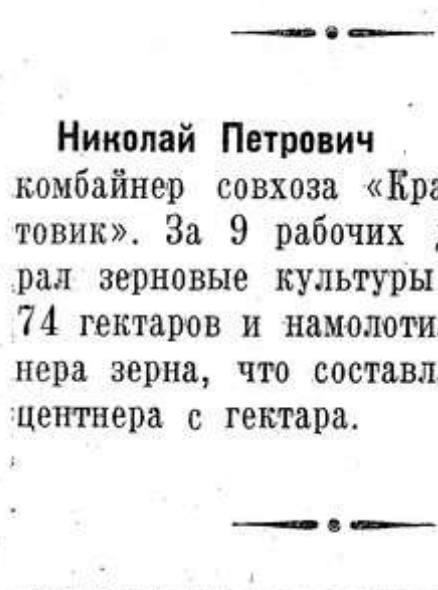 Николай Петрович
комбайнер совхоза «Кра
товик». За 9 рабочих
рал зерновые культуры
74 гектаров и намолоти
нера зерна, что составл
центнера с гектара.